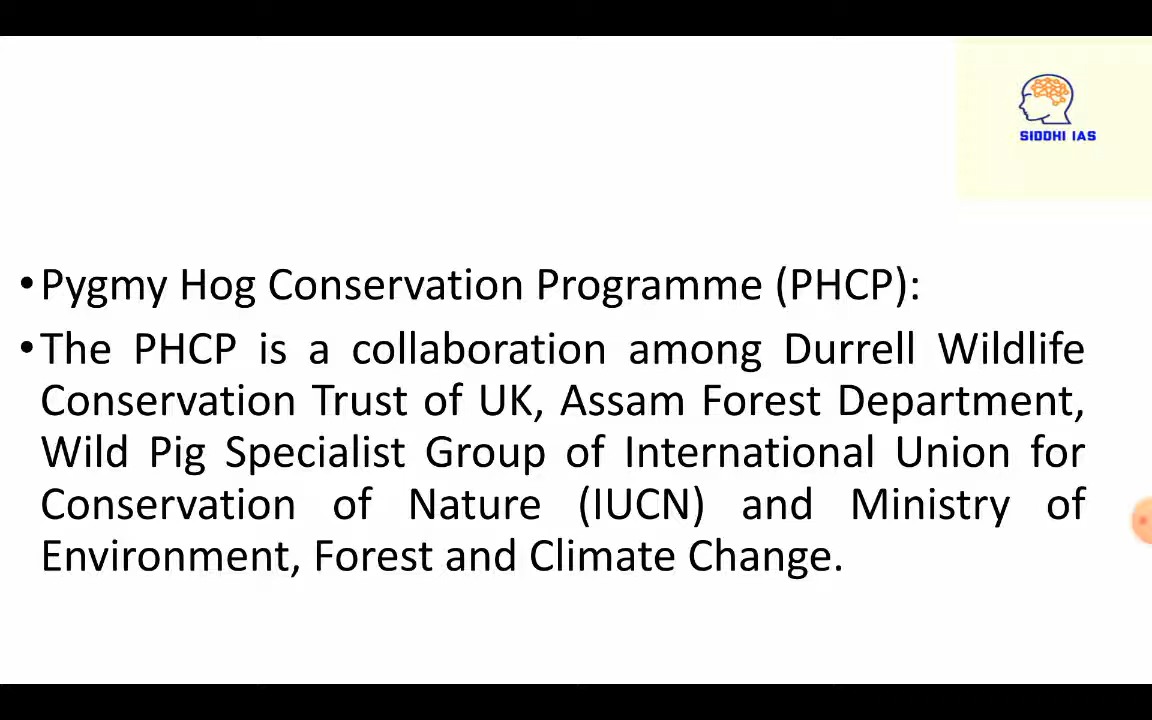 SIDDHI IAS
•Pygmy Hog Conservation Programme (PHCP):
•The PHCP is a collaboration among Durrell Wildlife
Conservation Trust of UK, Assam Forest Department,
Wild Pig Specialist Group of International Union for
Conservation of Nature (IUCN) and Ministry of
Environment, Forest and Climate Change.